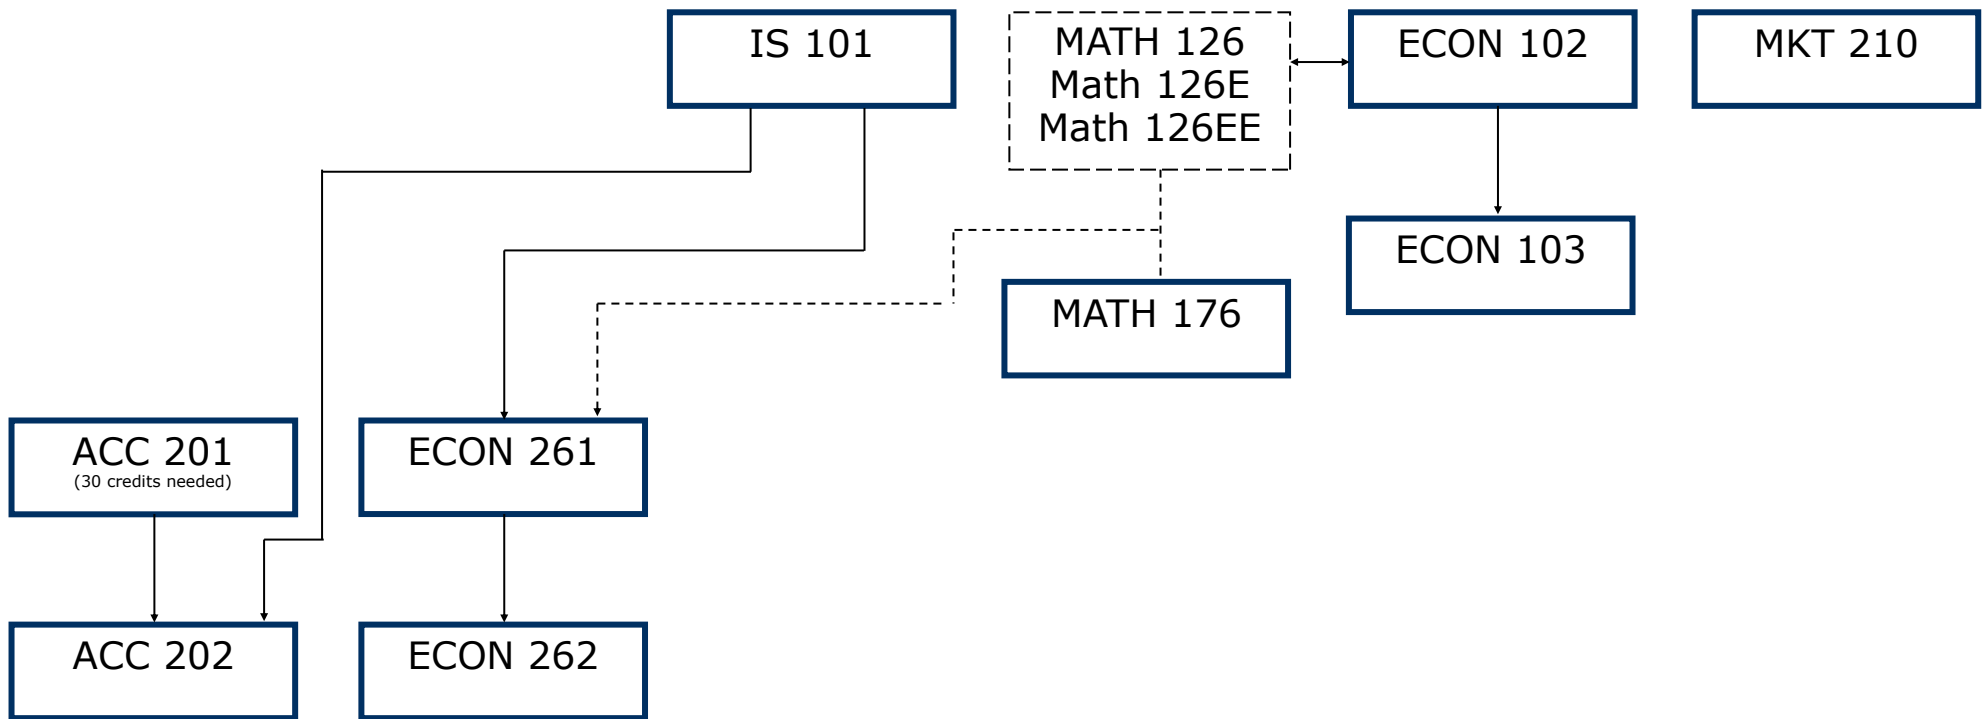 IS 101
MATH 126
Math 126E
Math 126EE
ECON 102
MKT 210
ECON 103
MATH 176
ACC 201
(30 credits needed)
ECON 261
ACC 202
ECON 262